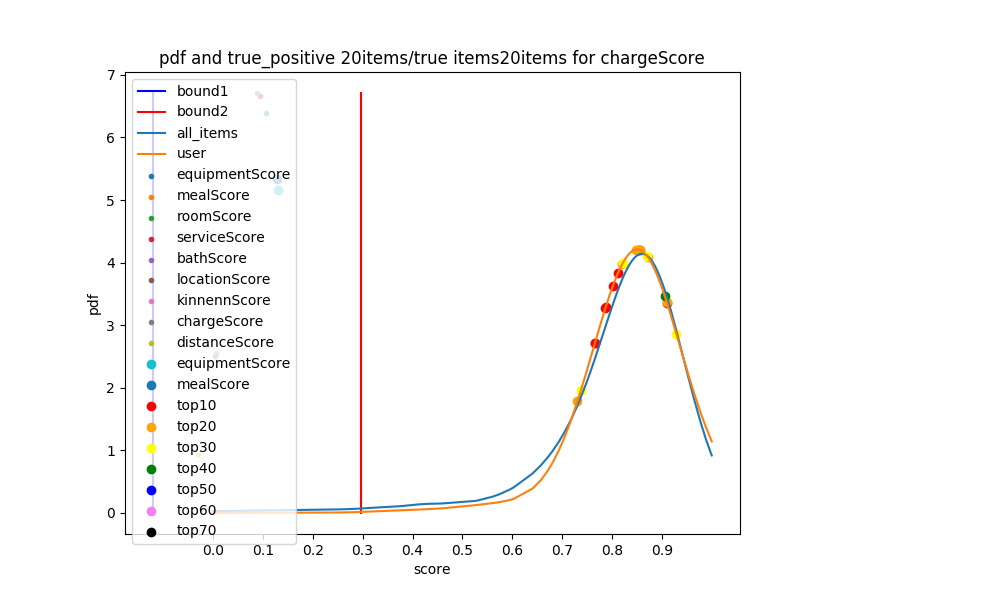 pdf and true_positive 20items/true items20items for chargeScore
7
6
5
4
3
2
1
0
pdf
bound1
bound2
all_items
user
equipmentScore
mealScore
roomScore
serviceScore
bathScore
locationScore
kinnennScore
chargeScore
distanceScore
equipmentScore
mealScore
top10
top20
top30
top40
top50
top60
top70
0.0 0.1 0.2 0.3 0.4 0.5 0.6 0.7 0.8 0.9
score